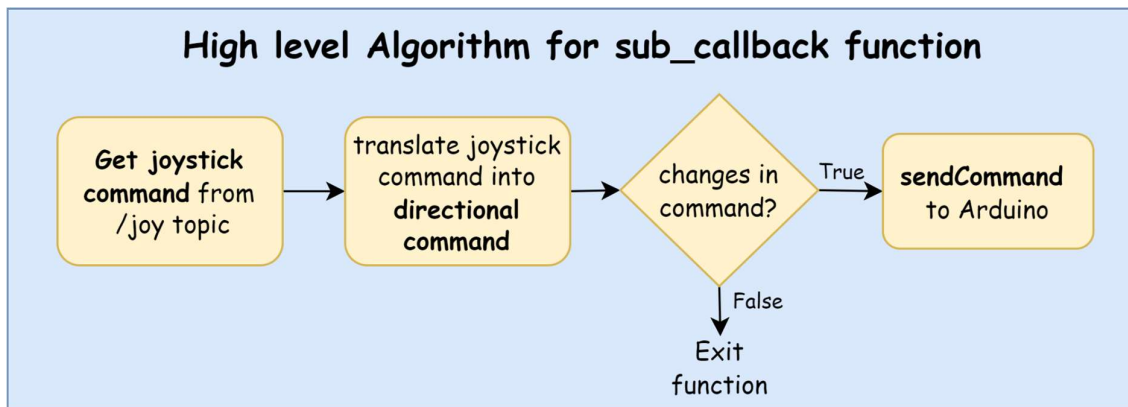 High level Algorithm for sub_callback function
Get joystick
command from
/joy topic
translate joystick
command into
directional
command
changes in
command?
True
sendCommand
to Arduino
False
Exit
function